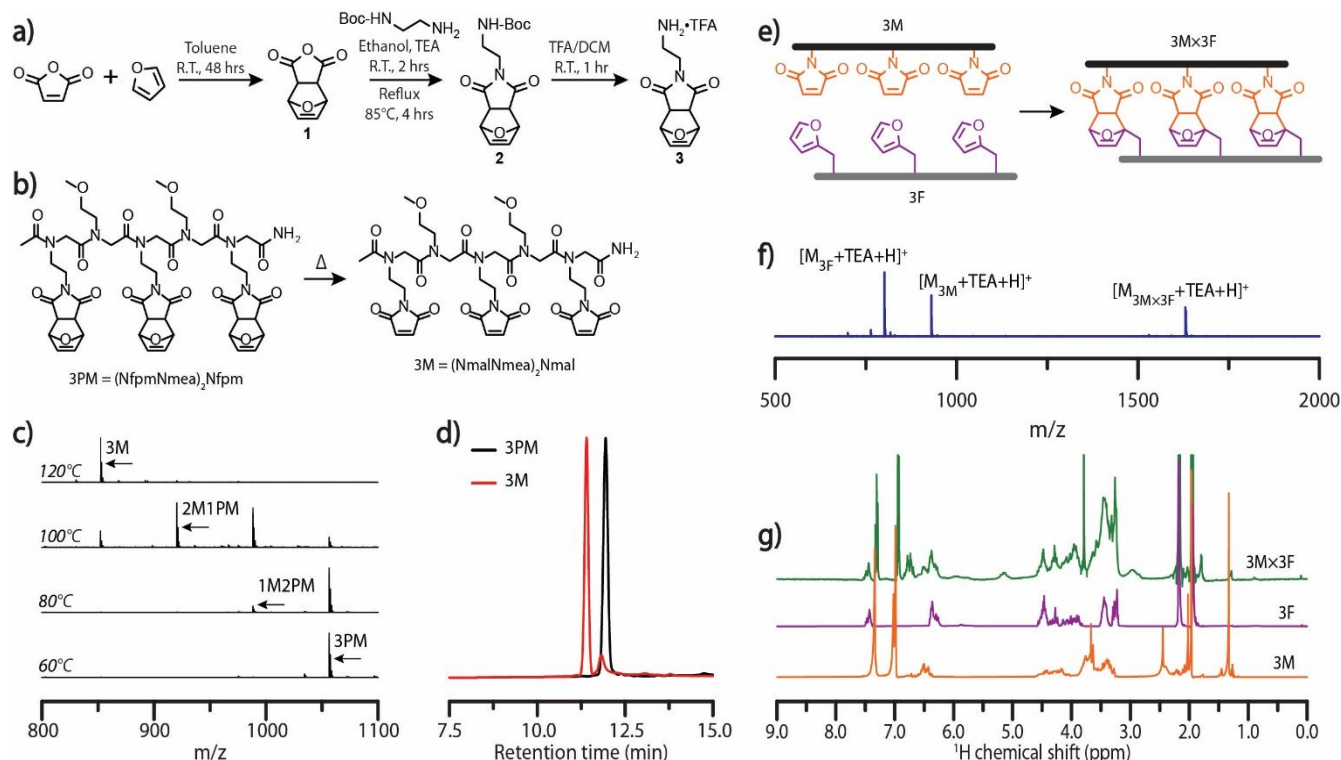 a)
O
O
O
+
O
Toluene
R.T., 48 hrs
O
O
O
O
1
Boc-HN
NH2
Ethanol, TEA
R.T., 2 hrs
Reflux
85°C, 4 hrs
NH-Boc
O
N
O
O
2
TFA/DCM
R.T., 1 hr
NH2•TFA
O
N
O
O
3
b)
O
O
O
O
O
O
O
O
N
N
N
N
N
NH2
O
N
O
O
N
O
O
N
O
O
O
O
3PM = (NfpmNmea)2Nfpm
Δ
O
O
O
O
O
O
O
O
N
N
N
N
N
NH2
O
N
O
O
N
O
O
N
O
3M = (NmalNmea)2Nmal
c)
120°C
3M
100°C
2M1PM
80°C
1M2PM
60°C
3PM
800
900
1000
1100
m/z
d)
3PM
3M
7.5
10.0
12.5
15.0
Retention time (min)
e)
3M
N
N
N
O
O
O
O
O
O
O
O
O
3F
3M×3F
N
N
N
O
O
O
O
O
O
O
O
O
f)
[M3F+TEA+H]+
[M3M+TEA+H]+
[M3M×3F+TEA+H]+
500
1000
1500
2000
m/z
g)
3M×3F
3F
3M
9.0
8.0
7.0
6.0
5.0
4.0
3.0
2.0
1.0
0.0
1H chemical shift (ppm)